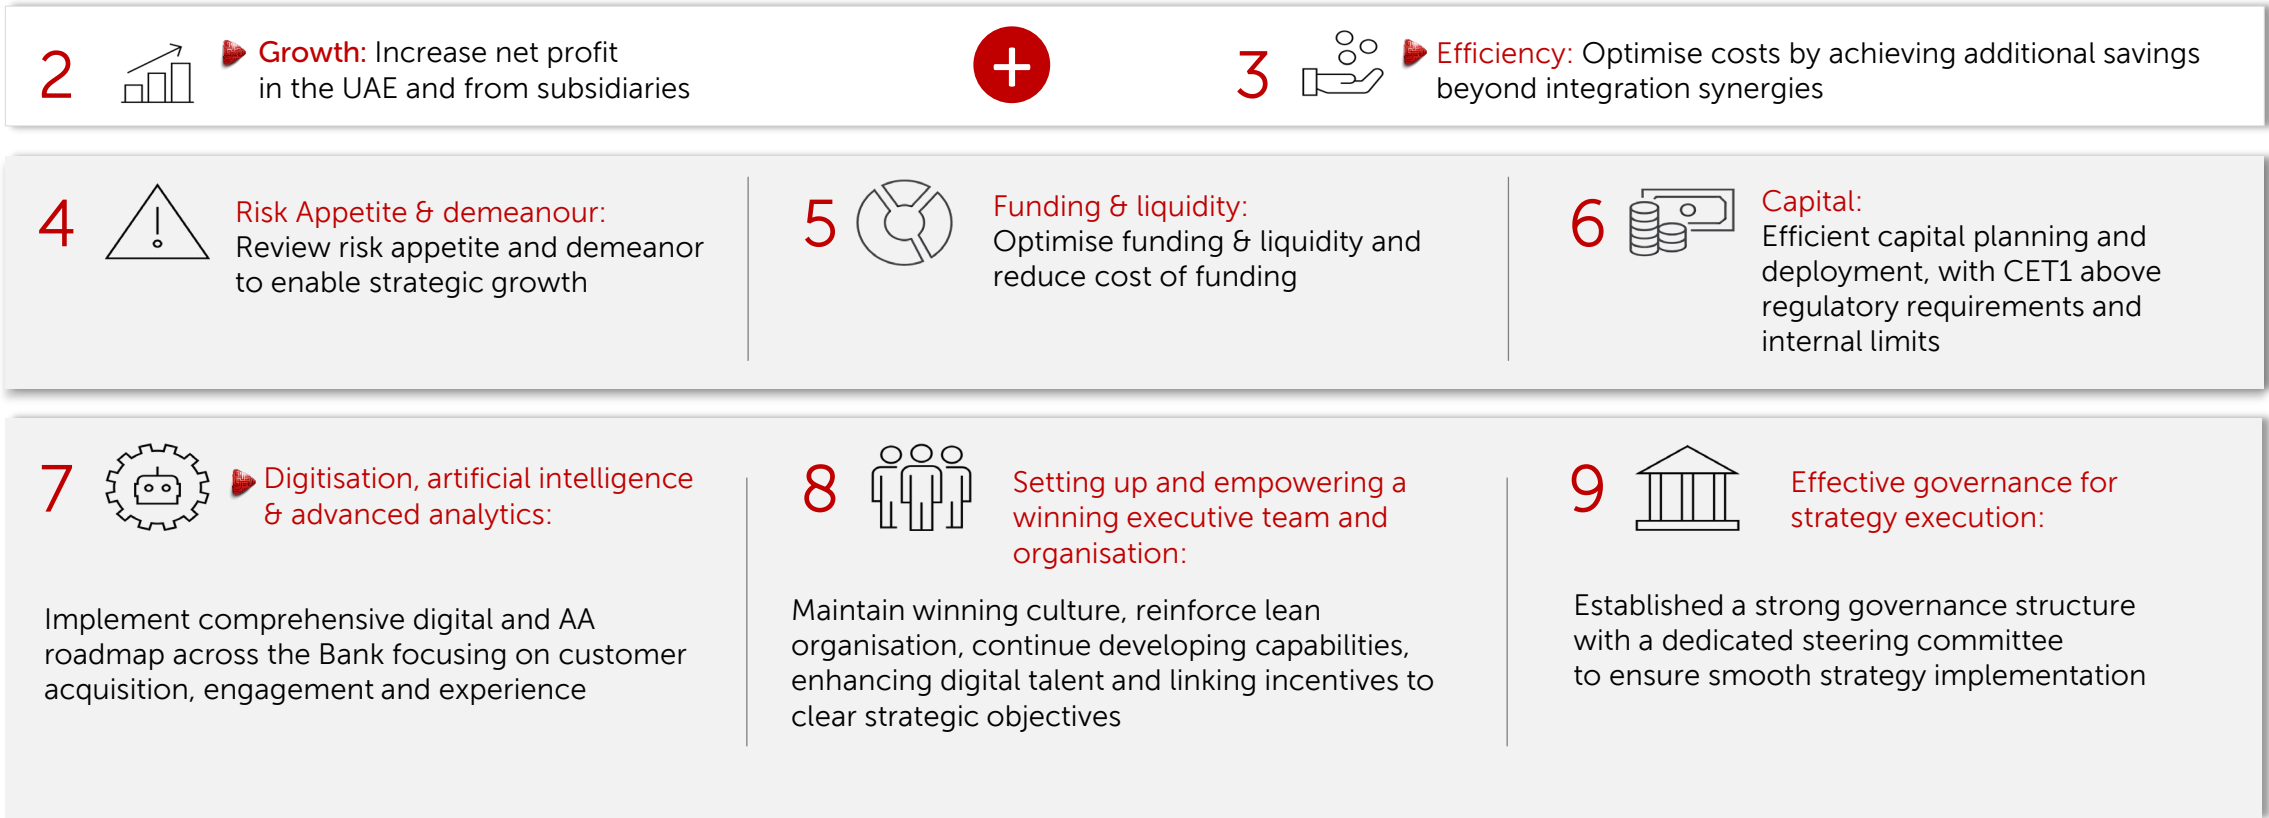 2
Growth: Increase net profit
in the UAE and from subsidiaries
+
3
Efficiency: Optimise costs by achieving additional savings
beyond integration synergies
4
Risk Appetite & demeanour:
Review risk appetite and demeanor
to enable strategic growth
5
Funding & liquidity:
Optimise funding & liquidity and
reduce cost of funding
6
Capital:
Efficient capital planning and
deployment, with CET1 above
regulatory requirements and
internal limits
7
Digitisation, artificial intelligence
& advanced analytics:
Implement comprehensive digital and AA
roadmap across the Bank focusing on customer
acquisition, engagement and experience
8
Setting up and empowering a
winning executive team and
organisation:
Maintain winning culture, reinforce lean
organisation, continue developing capabilities,
enhancing digital talent and linking incentives to
clear strategic objectives
9
Effective governance for
strategy execution:
Established a strong governance structure
with a dedicated steering committee
to ensure smooth strategy implementation